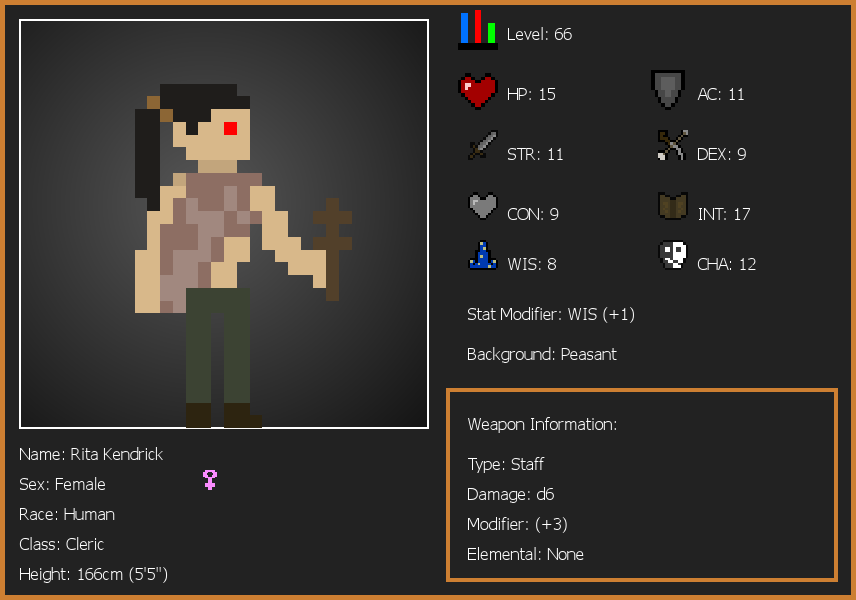 Level: 66
HP: 15
AC: 11
STR: 11
DEX: 9
CON: 9
INT: 17
WIS: 8
CHA: 12
Stat Modifier: WIS (+1)
Background: Peasant
Weapon Information:
Type: Staff
Damage: d6
Modifier: (+3)
Elemental: None
Name: Rita Kendrick
Sex: Female
Race: Human
Class: Cleric
Height: 166cm (5'5")